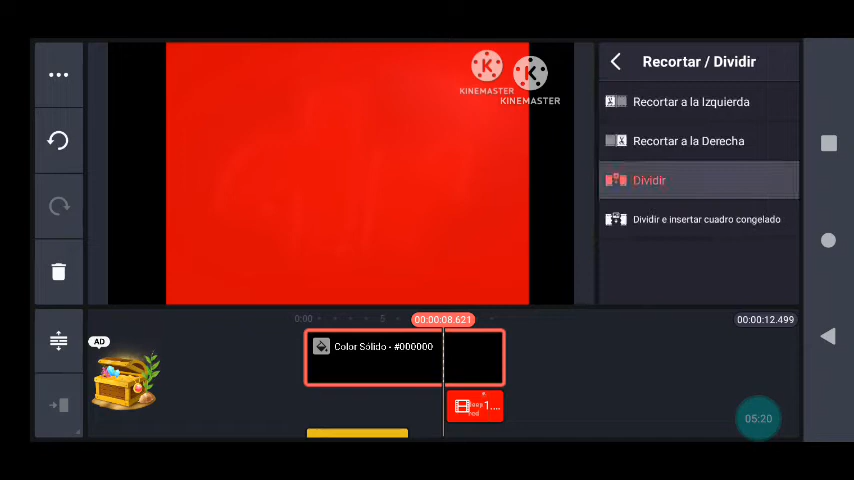 Recortar / Dividir
KINEMASTER
KINEMASTER
Recortar a la Izquierda
Recortar a la Derecha
Dividir
Dividir e insertar cuadro congelado
0:00
5
00:00:08.621
00:00:12.499
AD
Color Sólido - #000000
1....
05:20